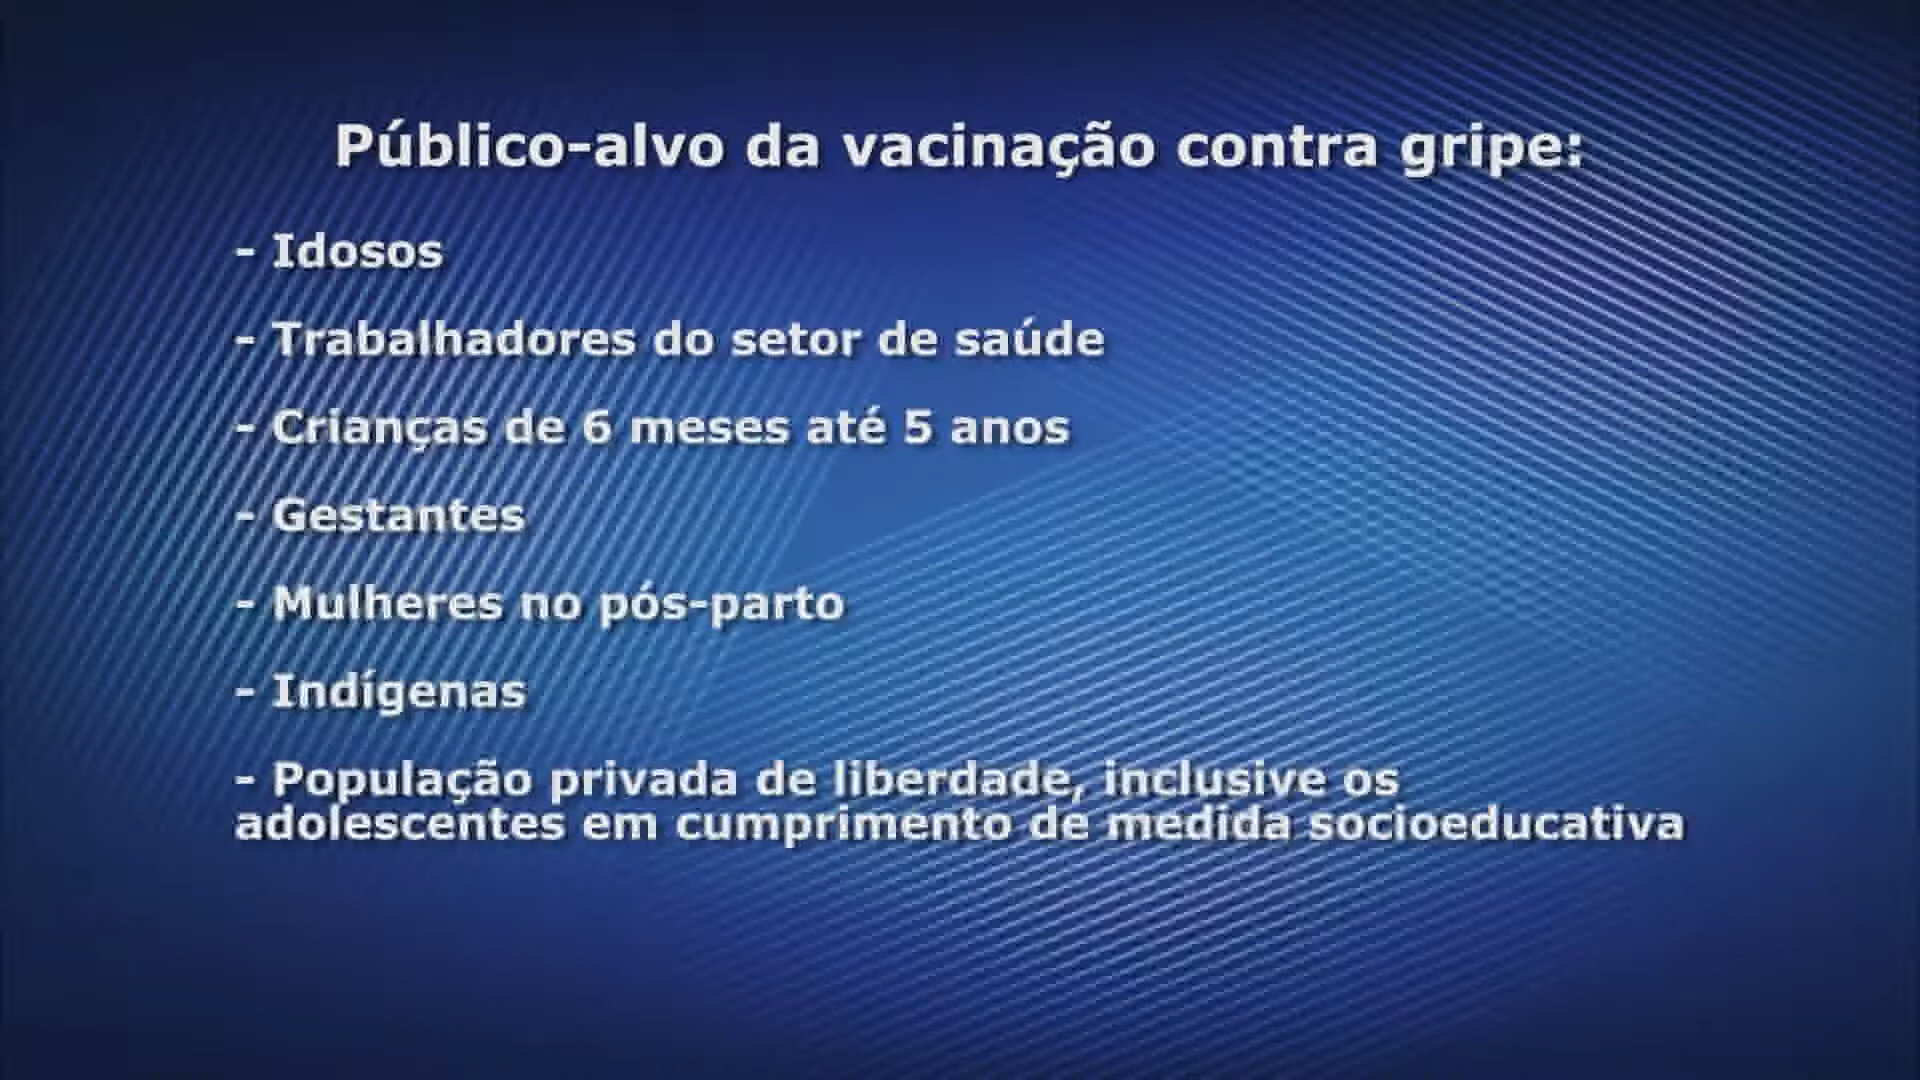 Público-alvo da vacinação contra gripe:
- Idosos
- Trabalhadores do setor de saúde
- Crianças de 6 meses até 5 anos
- Gestantes
- Mulheres no pós-parto
- Indígenas
- População privada de liberdade, inclusive os
adolescentes em cumprimento de medida socioeducativa